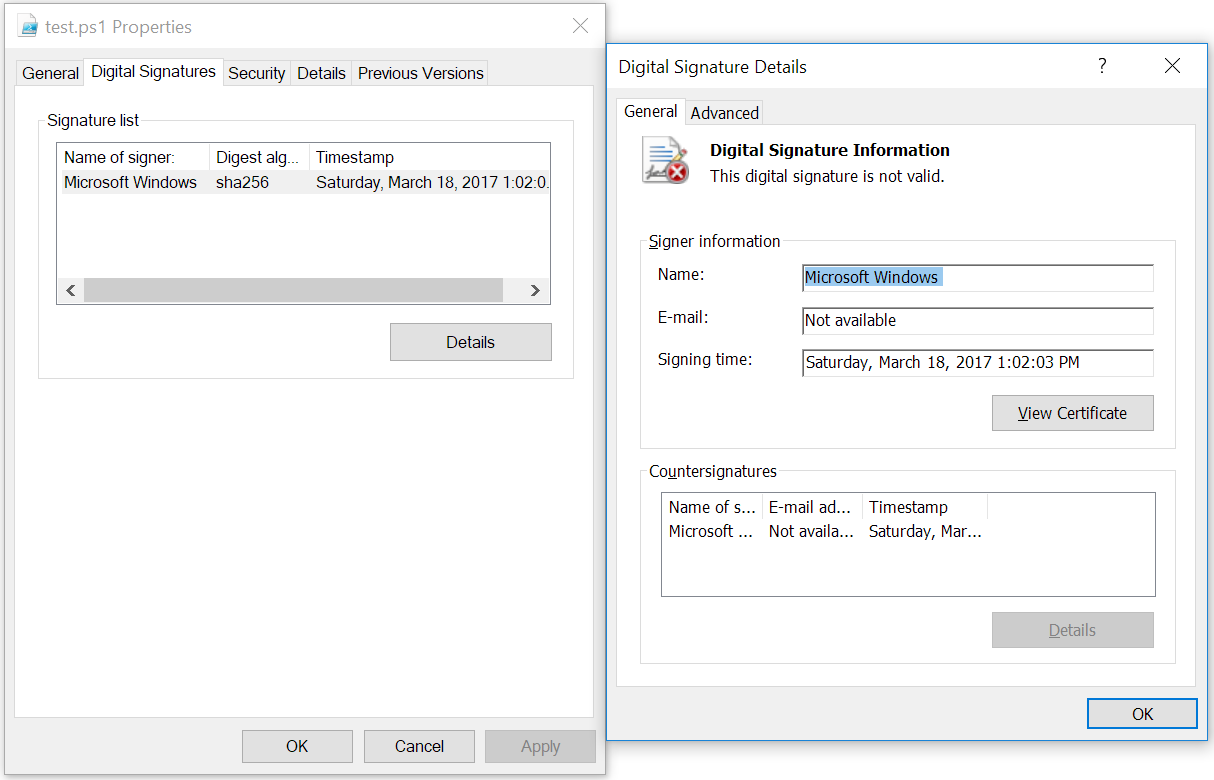 test.ps1 Properties
General
Digital Signatures
Security
Details
Previous Versions
Signature list
Name of signer:
Digest alg...
Timestamp
Microsoft Windows
sha256
Saturday, March 18, 2017 1:02:0.
Details
OK
Cancel
Apply
Digital Signature Details
?
General
Advanced
Digital Signature Information
This digital signature is not valid.
Signer information
Name:
Microsoft Windows
E-mail:
Not available
Signing time:
Saturday, March 18, 2017 1:02:03 PM
View Certificate
Countersignatures
Name of s...
E-mail ad...
Timestamp
Microsoft ...
Not availa...
Saturday, Mar...
Details
OK